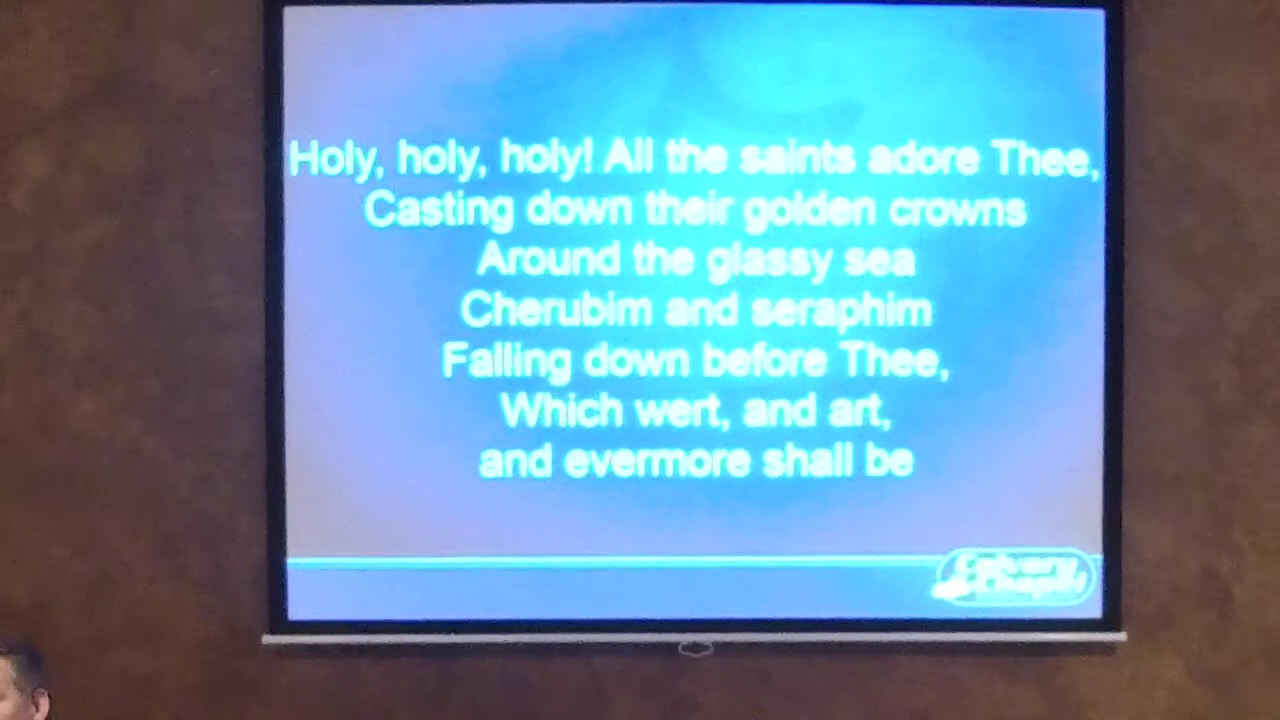 Holy, holy, holy! All the saints adore Thee,
Casting down their golden crowns
Around the glassy sea
Cherubim and seraphim
Falling down before Thee,
Which wert, and art,
and evermore shall be
Calvary
Chapel